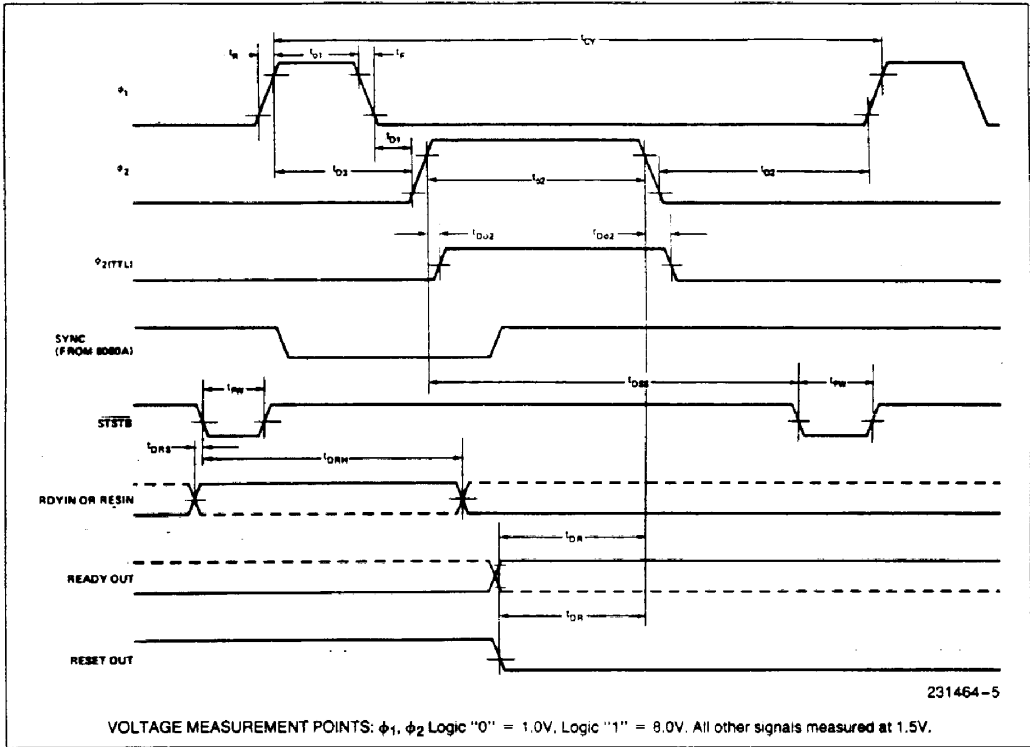 tR tϕ1 tF tCY
ϕ1
tD1
tD3 tϕ2 tD2
ϕ2
tDϕ2 tDϕ2
ϕ2(TTL)
SYNC
(FROM 8080A)
tPW tDSS tPW
STSTB
tDRS tDRH
RDYIN OR RESIN
tDR
READY OUT
tDR
RESET OUT
231464-5
VOLTAGE MEASUREMENT POINTS: ϕ1, ϕ2 Logic "0" = 1.0V, Logic "1" = 8.0V. All other signals measured at 1.5V.